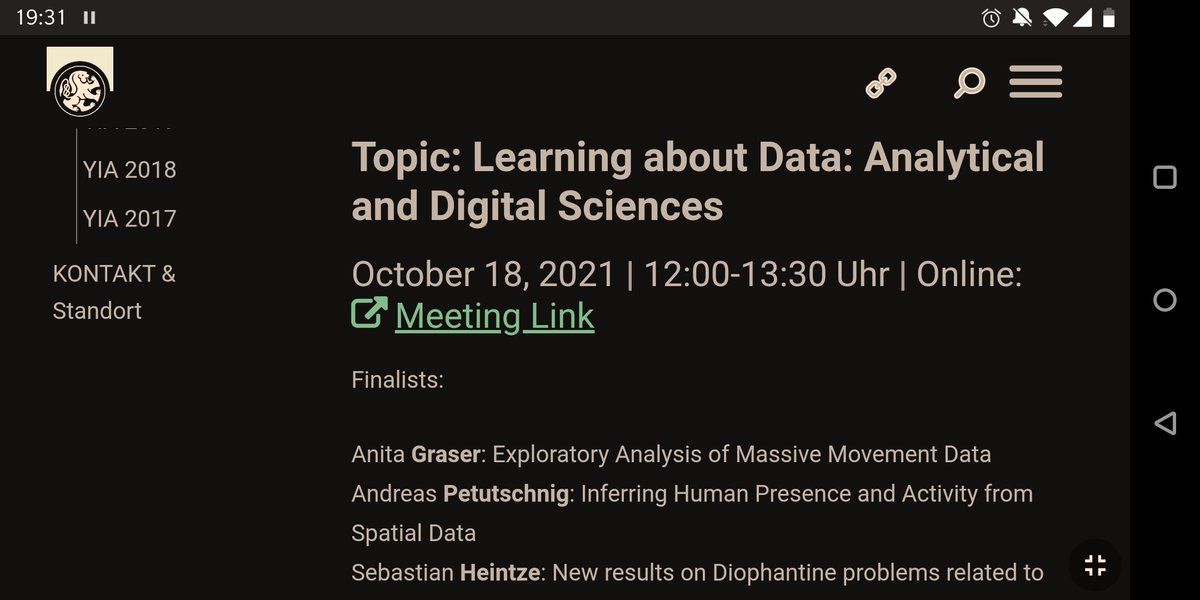 19:31
YIA 2018
YIA 2017
KONTAKT &
Standort
Topic: Learning about Data: Analytical
and Digital Sciences
October 18, 2021 | 12:00-13:30 Uhr | Online:
Meeting Link
Finalists:
Anita Graser: Exploratory Analysis of Massive Movement Data
Andreas Petutschnig: Inferring Human Presence and Activity from
Spatial Data
Sebastian Heintze: New results on Diophantine problems related to